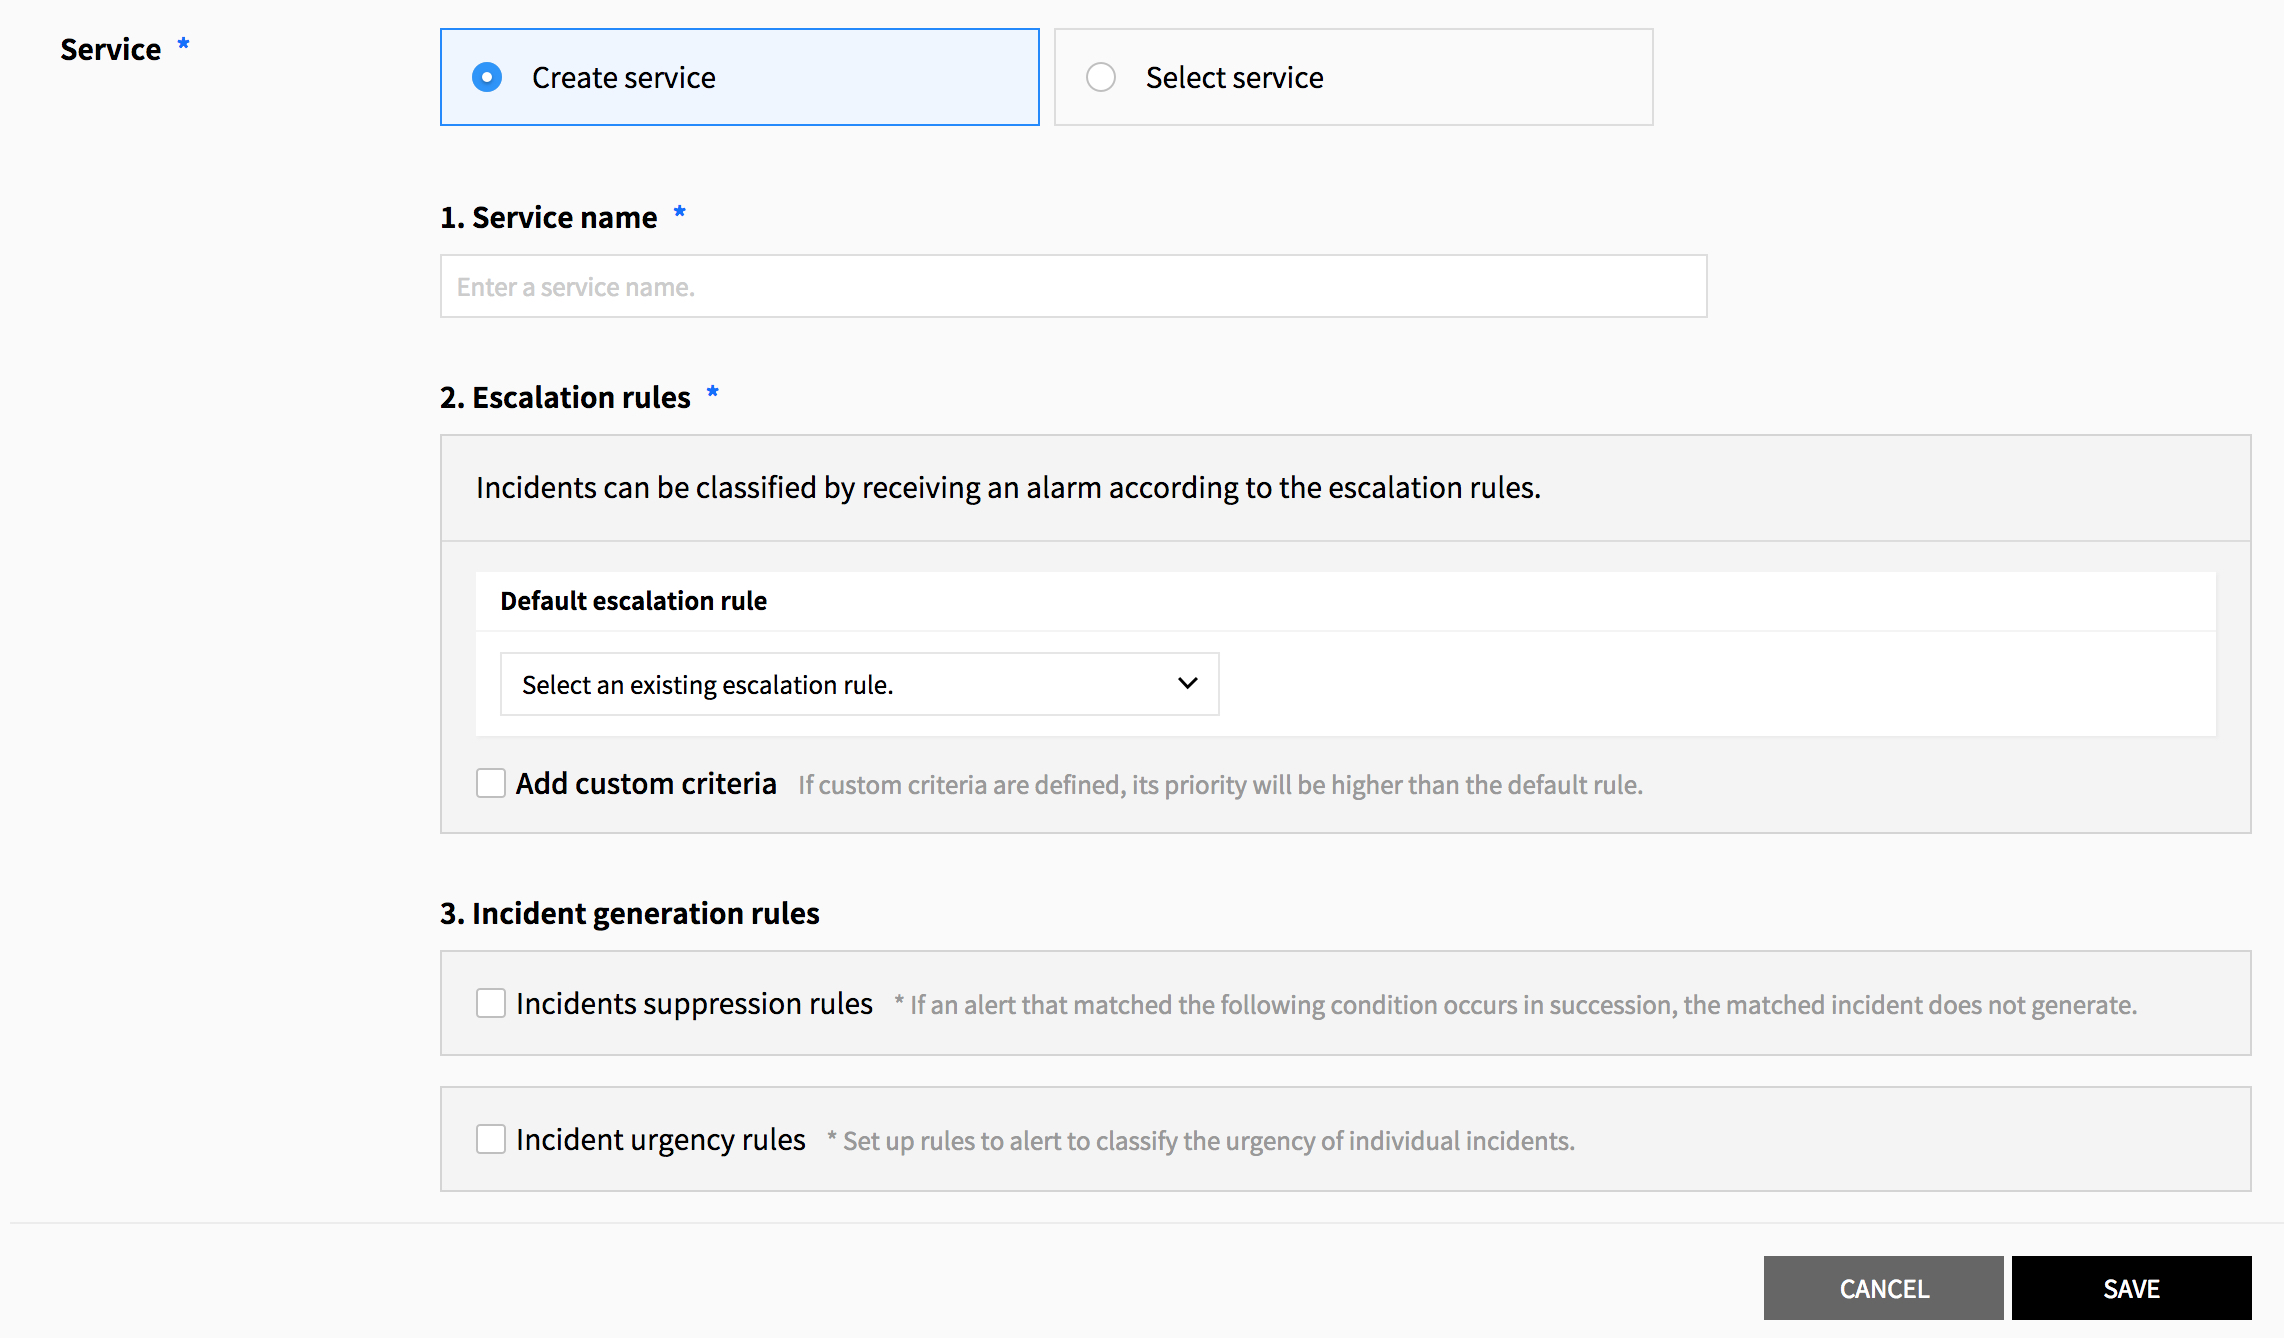 Service *
Create service
Select service
1. Service name *
Enter a service name.
2. Escalation rules *
Incidents can be classified by receiving an alarm according to the escalation rules.
Default escalation rule
Select an existing escalation rule.
Add custom criteria If custom criteria are defined, its priority will be higher than the default rule.
3. Incident generation rules
Incidents suppression rules * If an alert that matched the following condition occurs in succession, the matched incident does not generate.
Incident urgency rules * Set up rules to alert to classify the urgency of individual incidents.
CANCEL
SAVE